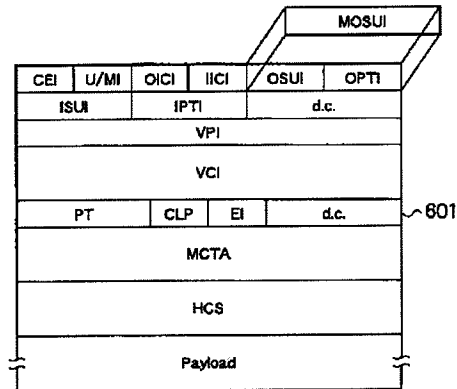 MOSUI
CEI U/MI OICI IICI OSUI OPTI
ISUI IPTI d.c.
VPI
VCI
PT CLP EI d.c. 601
MCTA
HCS
Payload